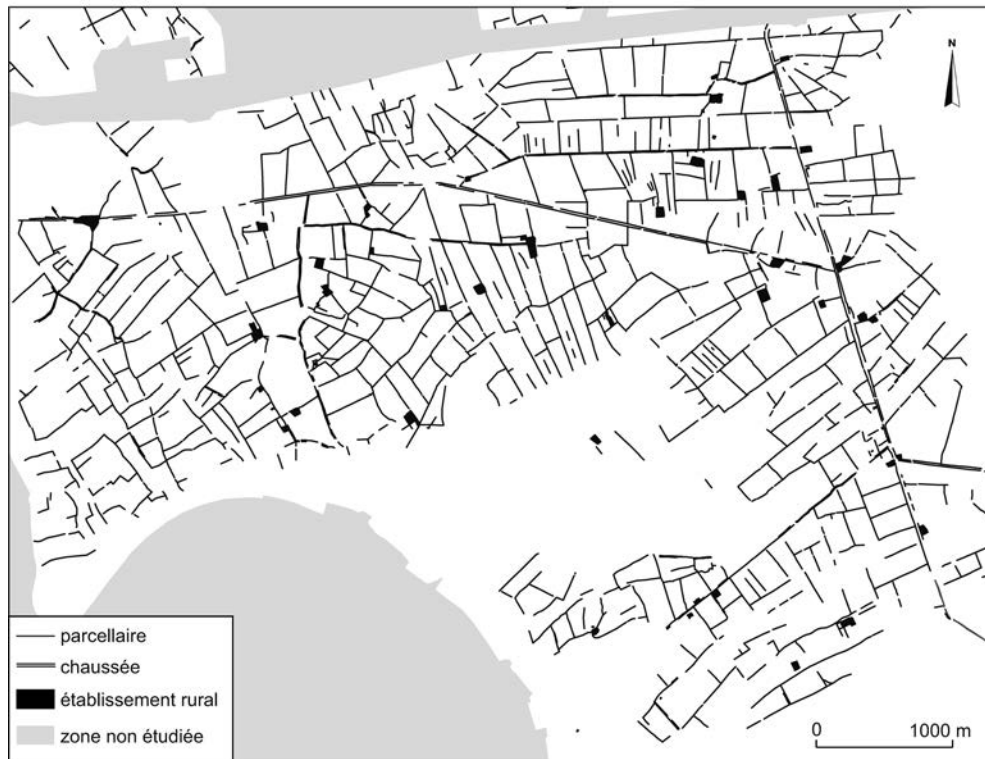 N
parcellaire
chaussée
établissement rural
zone non étudiée
0 1000 m